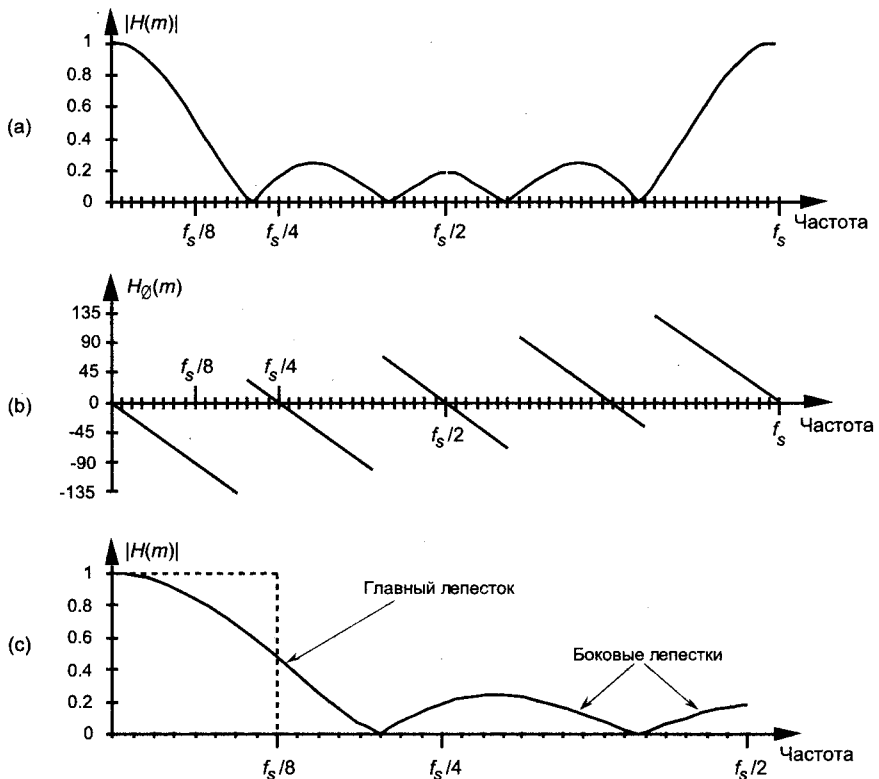 |H(m)|
1
0.8
0.6
(a)
0.4
0.2
0
f_s/8 f_s/4 f_s/2 f_s Частота
H_Ø(m)
135
90
45
f_s/8 f_s/4
(b)
0
-45
f_s/2 f_s Частота
-90
-135
|H(m)|
1
0.8
Главный лепесток
0.6
(c)
Боковые лепестки
0.4
0.2
0
f_s/8 f_s/4 f_s/2 Частота